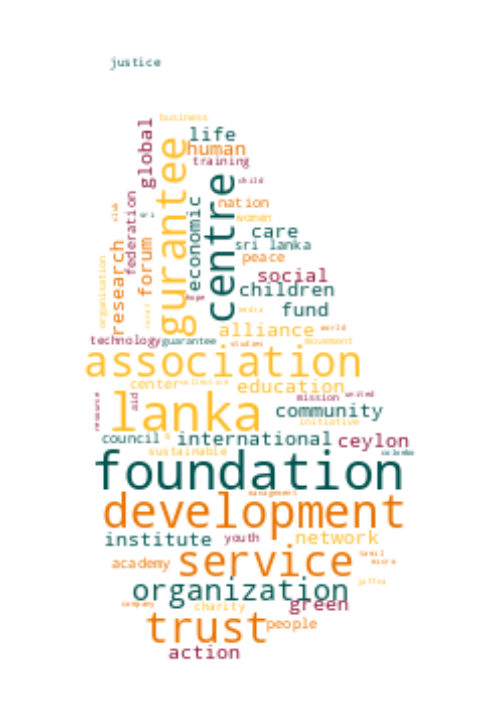 justice
business
global
life
human
training
gurantee
centre
child
nation
women
federation
club
economic
care
sri lanka
peace
research
forum
organisation
social
children
hope
fund
rural
media
alliance
world
technology
guarantee
studies
movement
association
center
collective
education
resource
aid
mission
united
lanka
community
initiative
council
international
ceylon
sustainable
colombo
foundation
management
development
institute
youth
network
tamil
academy
service
micro
jaffna
organization
company
charity
green
trust
people
action